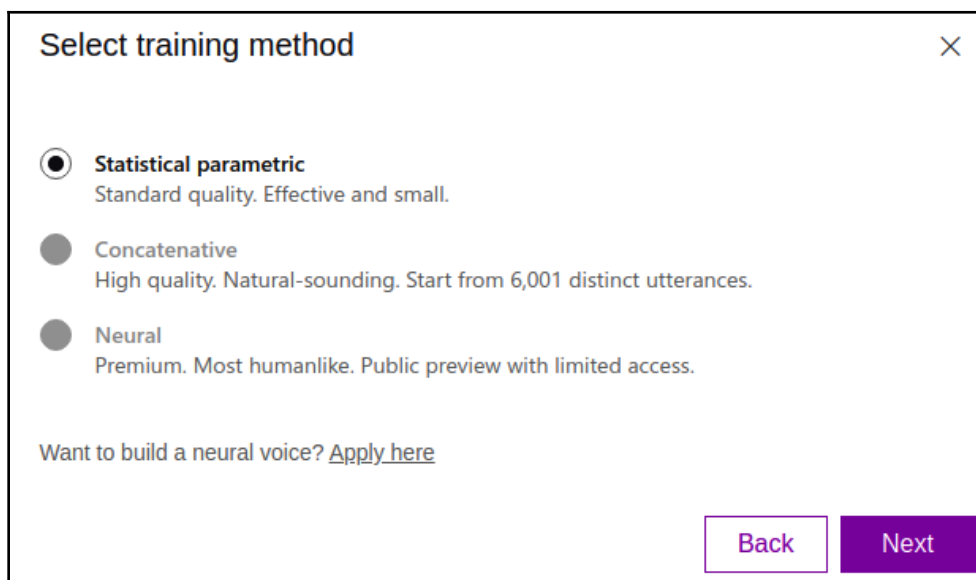 Select training method
Statistical parametric
Standard quality. Effective and small.
Concatenative
High quality. Natural-sounding. Start from 6,001 distinct utterances.
Neural
Premium. Most humanlike. Public preview with limited access.
Want to build a neural voice? Apply here
Back Next